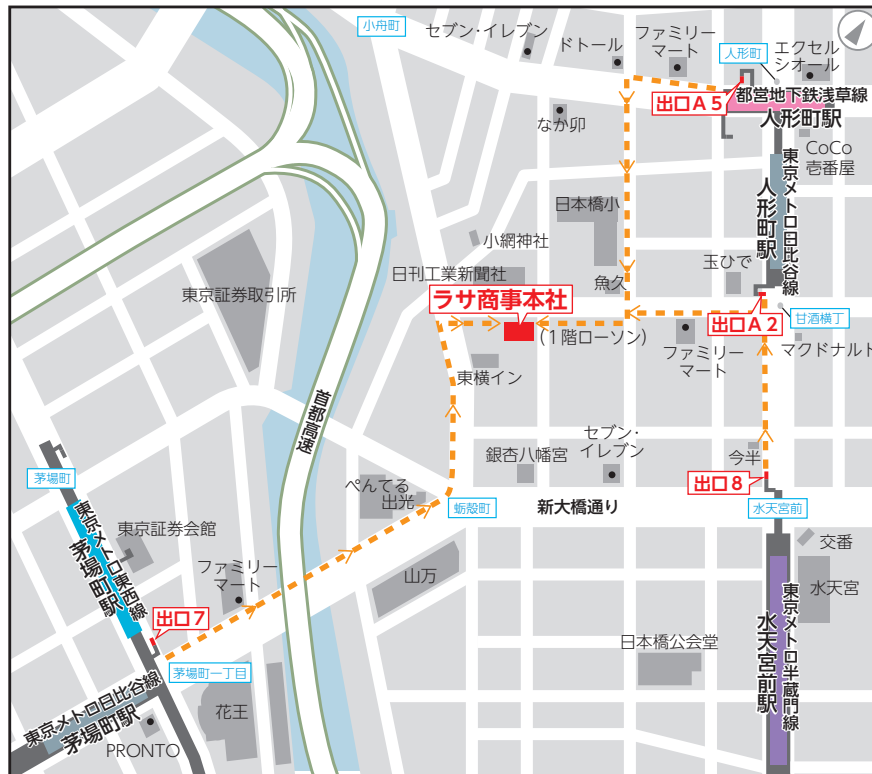 小舟町
セブン・イレブン
ドトール
ファミリー
マート
人形町
エクセル
シオール
出口A5
都営地下鉄浅草線
人形町駅
なか卯
CoCo
壱番屋
東京メトロ日比谷線
人形町駅
日本橋小
小網神社
玉ひで
日刊工業新聞社
魚久
東京証券取引所
ラサ商事本社
(1階ローソン)
出口A2
甘酒横丁
ファミリー
マート
マクドナルド
東横イン
首都高速
銀杏八幡宮
セブン・
イレブン
今半
出口8
茅場町
ぺんてる
出光
蛎殻町
新大橋通り
水天宮前
東京メトロ東西線
茅場町駅
東京証券会館
ファミリー
マート
山万
交番
水天宮
出口7
東京メトロ半蔵門線
水天宮前駅
日本橋公会堂
茅場町一丁目
東京メトロ日比谷線
茅場町駅
花王
PRONTO